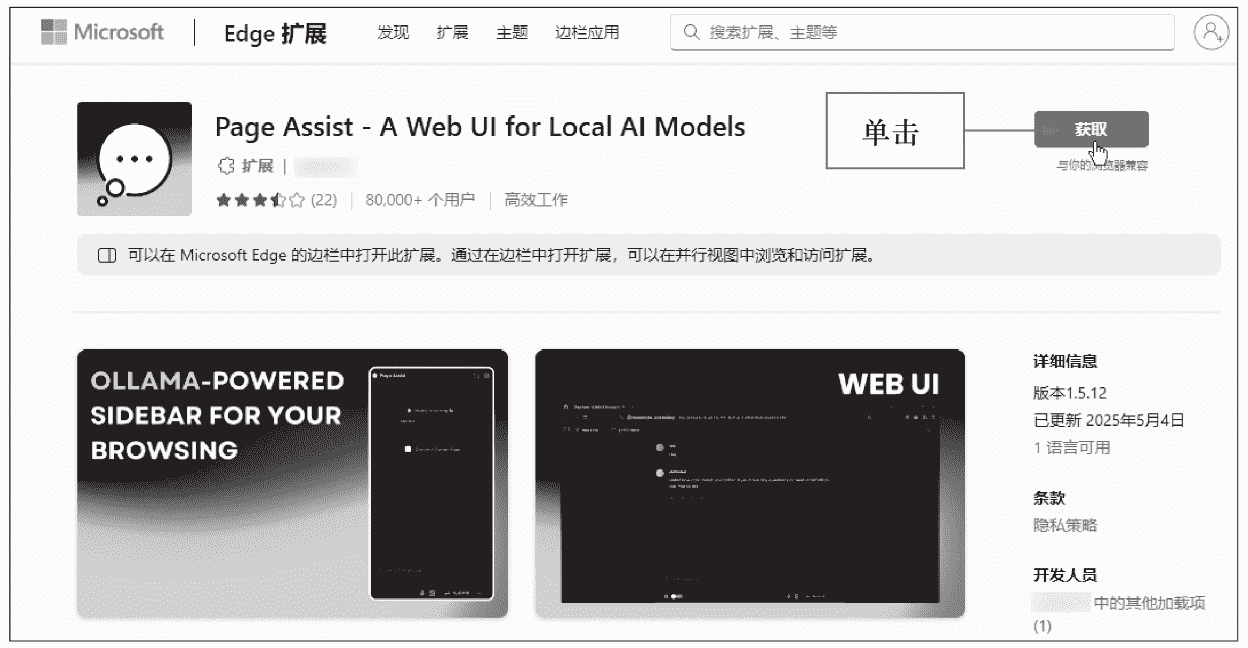 Microsoft
Edge 扩展
发现
扩展
主题
边栏应用
搜索扩展、主题等
Page Assist - A Web UI for Local AI Models
扩展
(22)
80,000+ 个用户
高效工作
单击
获取
与你的浏览器兼容
可以在 Microsoft Edge 的边栏中打开此扩展。通过在边栏中打开扩展，可以在并行视图中浏览和访问扩展。
OLLAMA-POWERED
SIDEBAR FOR YOUR
BROWSING
Page Assist
WEB UI
详细信息
版本1.5.12
已更新 2025年5月4日
1 语言可用
条款
隐私策略
开发人员
中的其他加载项
(1)